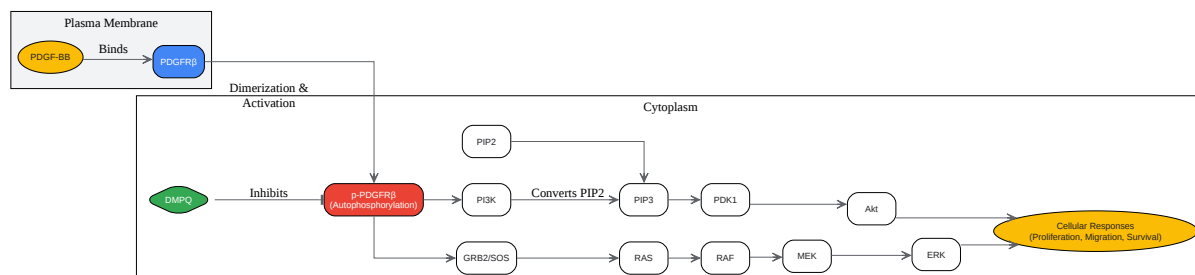 Plasma Membrane
PDGF-BB
Binds
PDGFRβ
Dimerization &
Activation
Cytoplasm
PIP2
DMPQ
Inhibits
p-PDGFRβ
(Autophosphorylation)
PI3K
Converts PIP2
PIP3
PDK1
Akt
Cellular Responses
(Proliferation, Migration, Survival)
GRB2/SOS
RAS
RAF
MEK
ERK